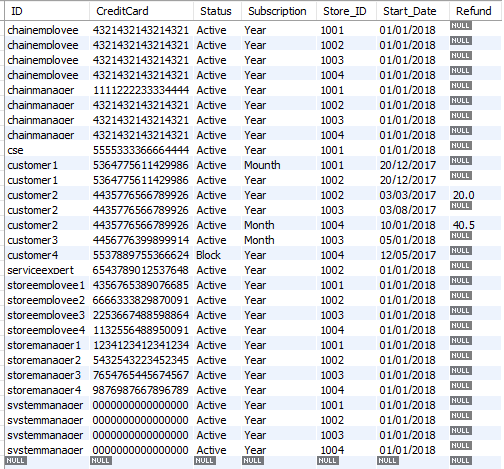 ID CreditCard Status Subscription Store_ID Start_Date Refund
chainemployee 4321432143214321 Active Year 1001 01/01/2018 NULL
chainemployee 4321432143214321 Active Year 1002 01/01/2018 NULL
chainemployee 4321432143214321 Active Year 1003 01/01/2018 NULL
chainemployee 4321432143214321 Active Year 1004 01/01/2018 NULL
chainmanager 1111222233334444 Active Year 1001 01/01/2018 NULL
chainmanager 4321432143214321 Active Year 1002 01/01/2018 NULL
chainmanager 4321432143214321 Active Year 1003 01/01/2018 NULL
chainmanager 4321432143214321 Active Year 1004 01/01/2018 NULL
cse 5555333366664444 Active Year 1001 01/01/2018 NULL
customer1 5364775611429986 Active Mounth 1001 20/12/2017 NULL
customer1 5364775611429986 Active Year 1002 20/12/2017 NULL
customer2 4435776566789926 Active Year 1002 03/03/2017 20.0
customer2 4435776566789926 Active Year 1003 03/08/2017 NULL
customer2 4435776566789926 Active Month 1004 10/01/2018 40.5
customer3 4456776399899914 Active Month 1003 05/01/2018 NULL
customer4 5537889755366624 Block Year 1004 12/05/2017 NULL
serviceexpert 6543789012537648 Active Year 1002 01/01/2018 NULL
storeemployee1 4356765389076685 Active Year 1001 01/01/2018 NULL
storeemployee2 6666333829870091 Active Year 1002 01/01/2018 NULL
storeemployee3 2253667488598864 Active Year 1003 01/01/2018 NULL
storeemployee4 1132556488950091 Active Year 1004 01/01/2018 NULL
storemanager1 1234123412341234 Active Year 1001 01/01/2018 NULL
storemanager2 5432543223452345 Active Year 1002 01/01/2018 NULL
storemanager3 7654765445674567 Active Year 1003 01/01/2018 NULL
storemanager4 9876987667896789 Active Year 1004 01/01/2018 NULL
systemmanager 0000000000000000 Active Year 1001 01/01/2018 NULL
systemmanager 0000000000000000 Active Year 1002 01/01/2018 NULL
systemmanager 0000000000000000 Active Year 1003 01/01/2018 NULL
systemmanager 0000000000000000 Active Year 1004 01/01/2018 NULL
NULL NULL NULL NULL NULL NULL NULL